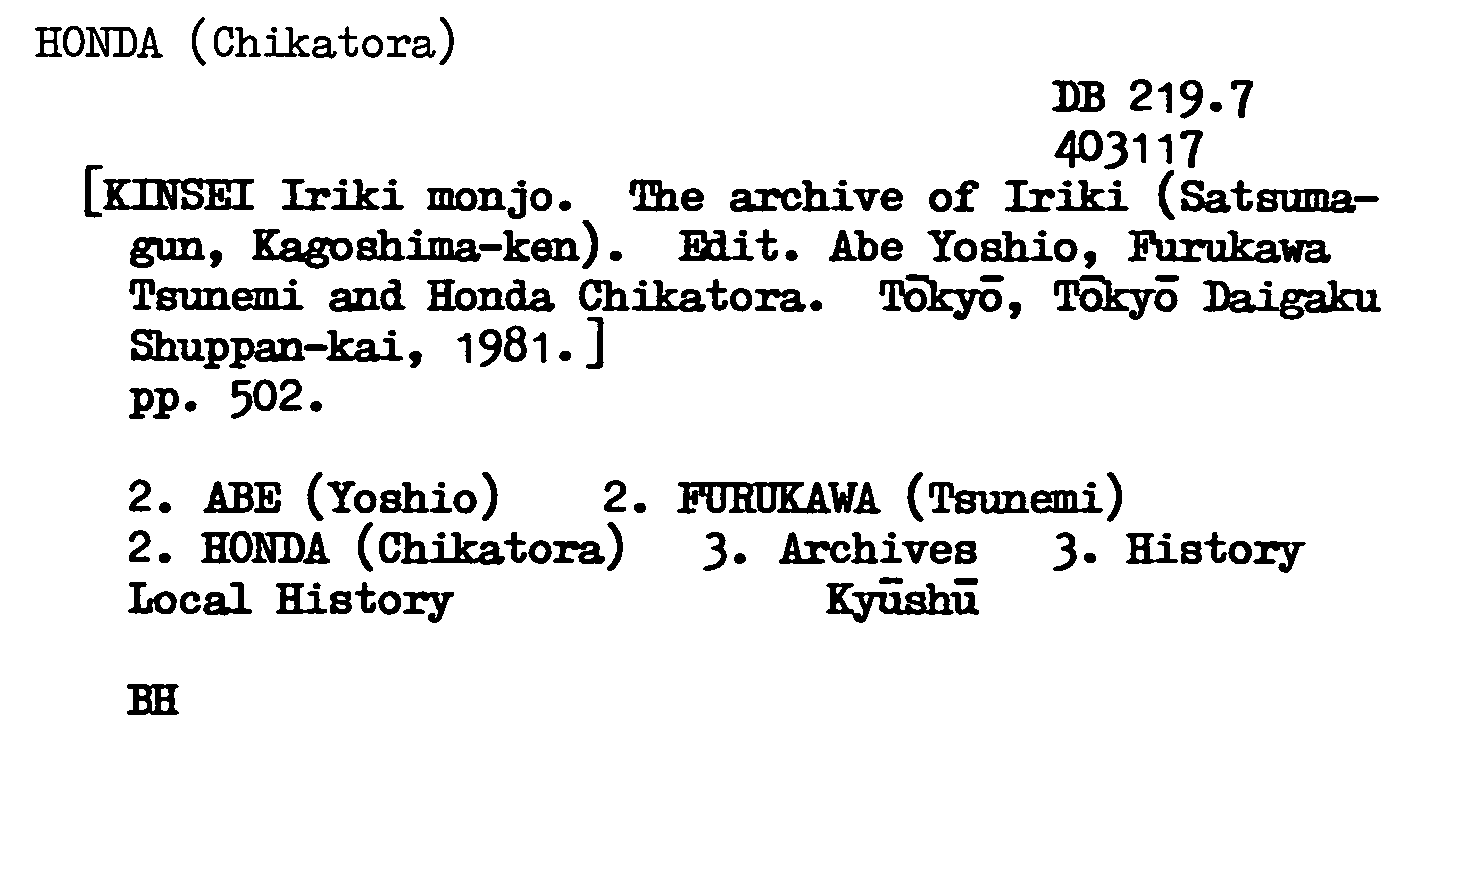 HONDA (Chikatora)
DB 219.7
403117
[KINSEI Iriki monjo. The archive of Iriki (Satsuma-
gun, Kagoshima-ken). Edit. Abe Yoshio, Furukawa
Tsunemi and Honda Chikatora. Tōkyō, Tōkyō Daigaku
Shuppan-kai, 1981.]
pp. 502.
2. ABE (Yoshio) 2. FURUKAWA (Tsunemi)
2. HONDA (Chikatora) 3. Archives 3. History
Local History Kyūshū
BH